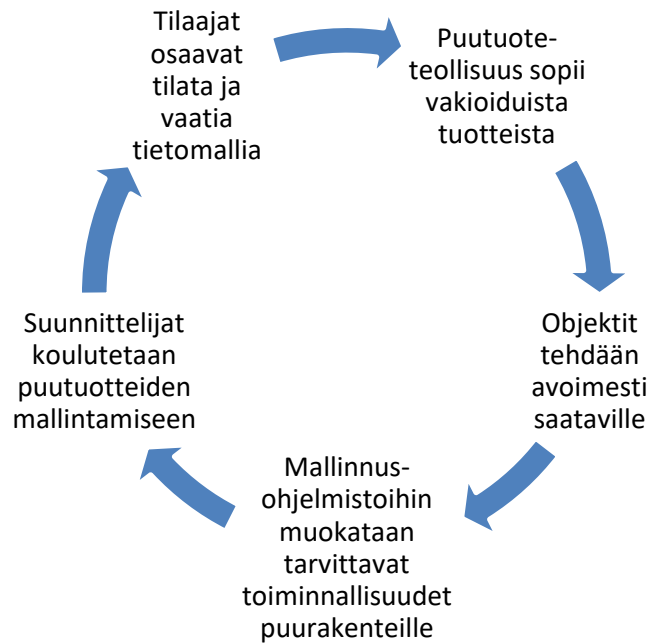 Tilaajat
osaavat
tilata ja
vaatia
tietomallia
Puutuote-
teollisuus sopii
vakioiduista
tuotteista
Objektit
tehdään
avoimesti
saataville
Mallinnus-
ohjelmistoihin
muokataan
tarvittavat
toiminnallisuudet
puurakenteille
Suunnittelijat
koulutetaan
puutuotteiden
mallintamiseen